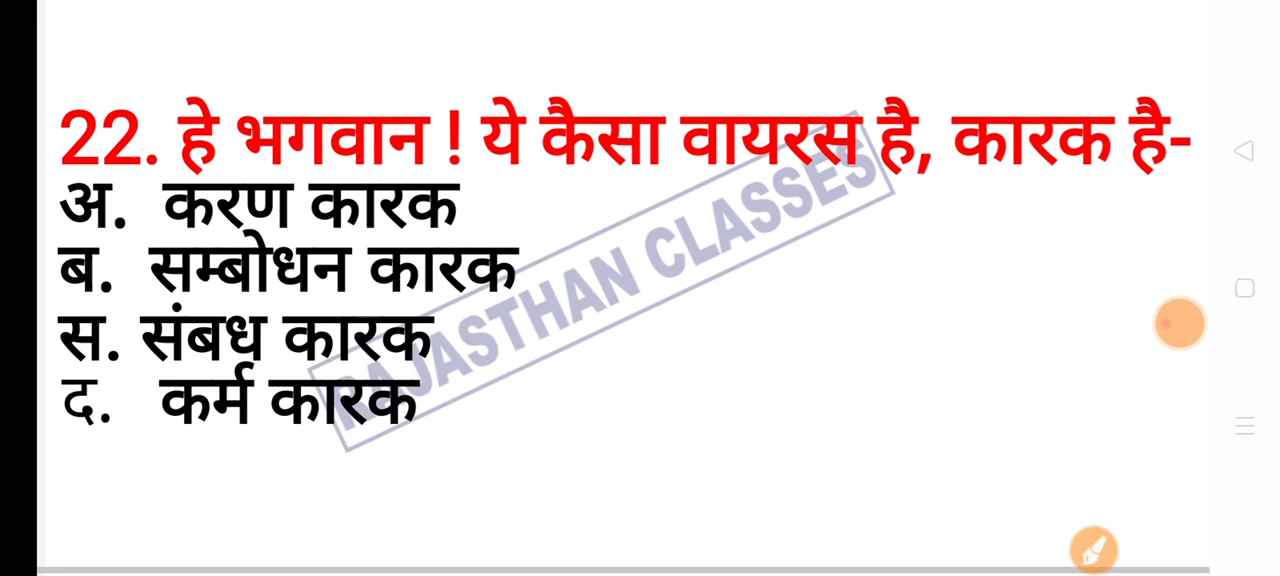 22. हे भगवान ! ये कैसा वायरस है, कारक है-
अ. करण कारक
ब. सम्बोधन कारक
स. संबध कारक
द. कर्म कारक
RAJASTHAN CLASSES